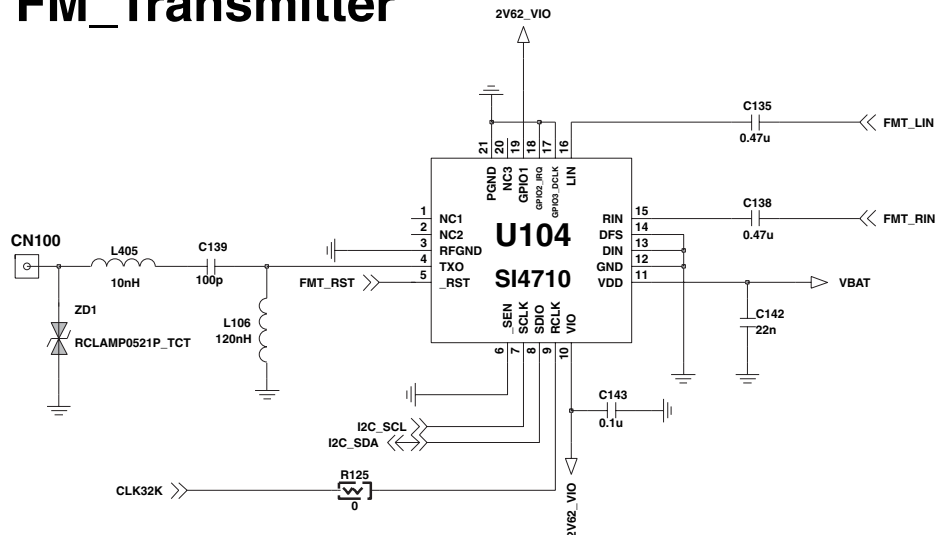 FM_Transmitter
2V62_VIO
C135
FMT_LIN
0.47u
21
20
19
18
17
16
PGND
NC3
GPIO1
GPIO2_IRQ
GPIO3_DCLK
LIN
1 NC1
2 NC2
3 RFGND
4 TXO
5 _RST
U104
SI4710
RIN 15
DFS 14
DIN 13
GND 12
VDD 11
C138
FMT_RIN
0.47u
CN100
L405
10nH
C139
100p
FMT_RST
VBAT
ZD1
RCLAMP0521P_TCT
L106
120nH
C142
22n
_SEN
SCLK
SDIO
RCLK
VIO
6
7
8
9
10
C143
0.1u
I2C_SCL
I2C_SDA
CLK32K
R125
0
2V62_VIO